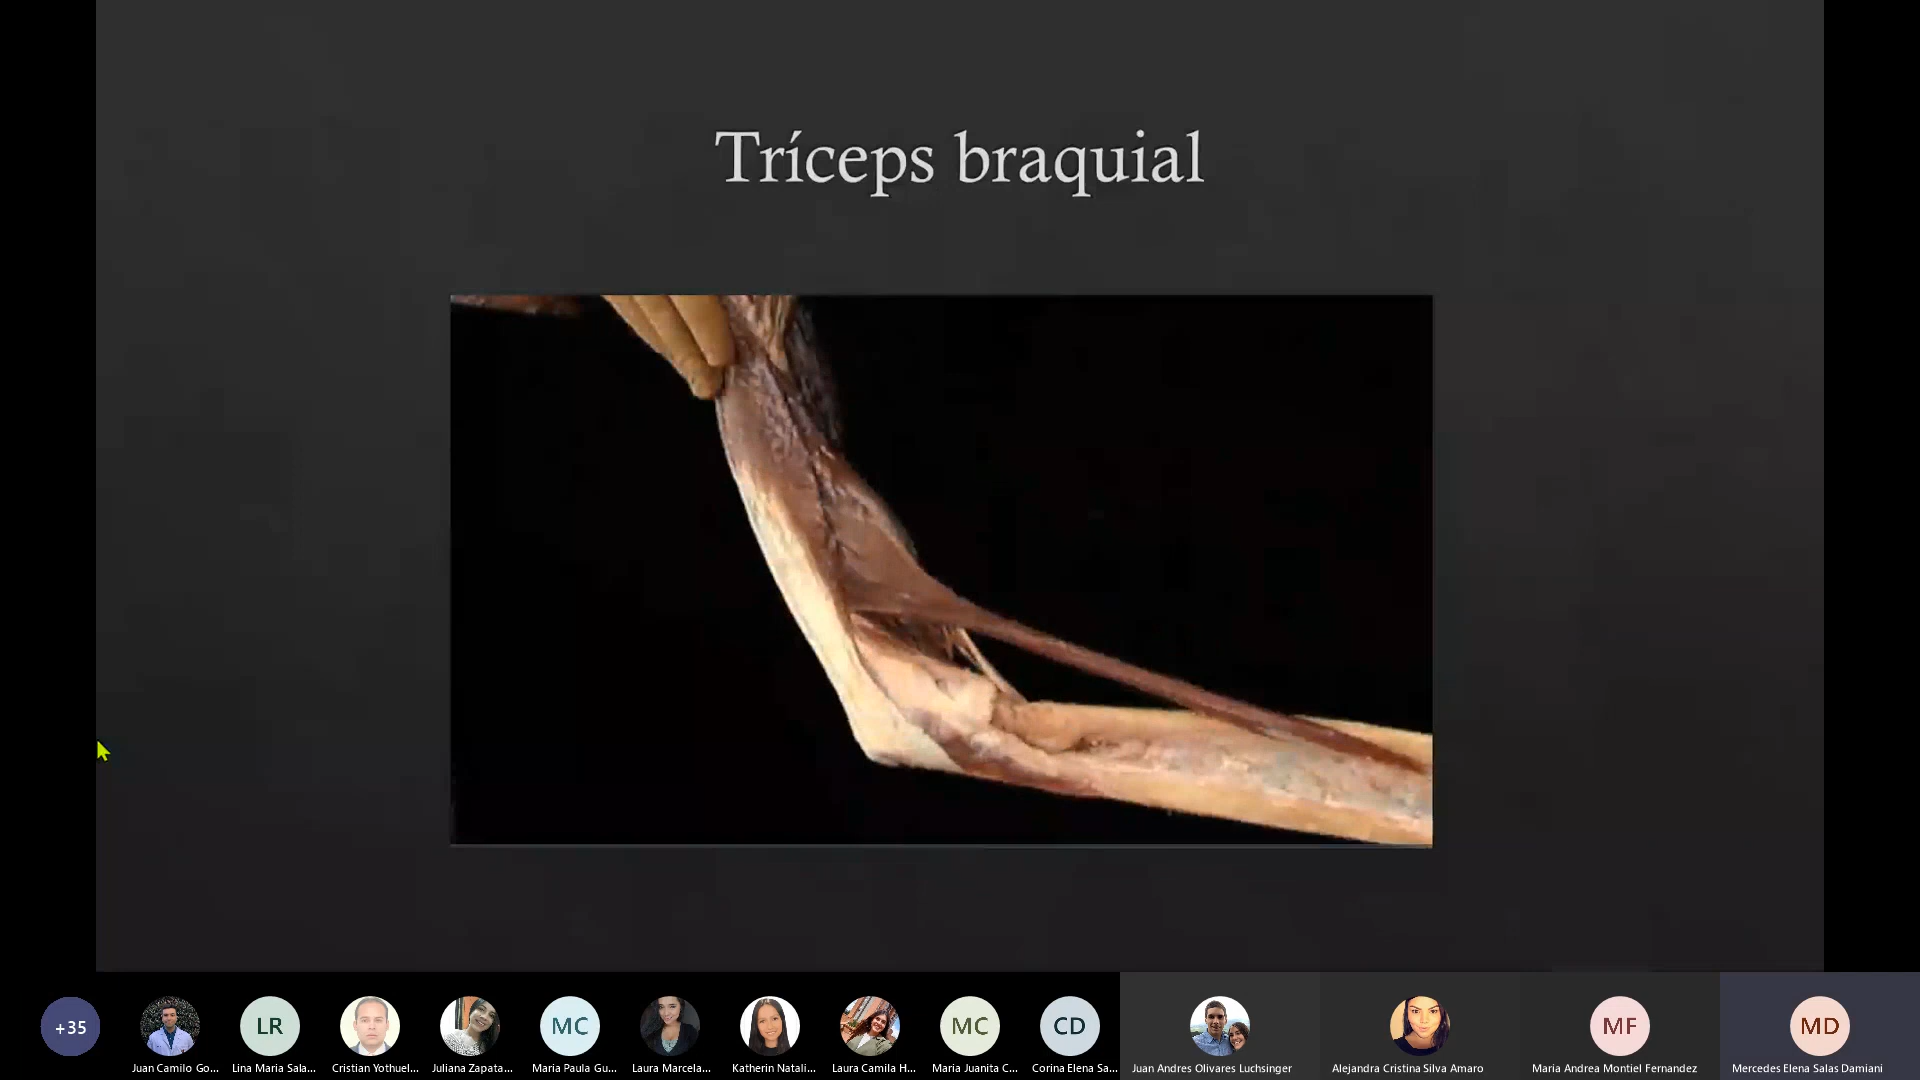 Tríceps braquial
+35
LR
MC
MC
CD
MF
MD
Juan Camilo Go...
Lina Maria Sala...
Cristian Yothuel...
Juliana Zapata...
Maria Paula Gu...
Laura Marcela...
Katherin Natali...
Laura Camila H...
Maria Juanita C...
Corina Elena Sa...
Juan Andres Olivares Luchsinger
Alejandra Cristina Silva Amaro
Maria Andrea Montiel Fernandez
Mercedes Elena Salas Damiani